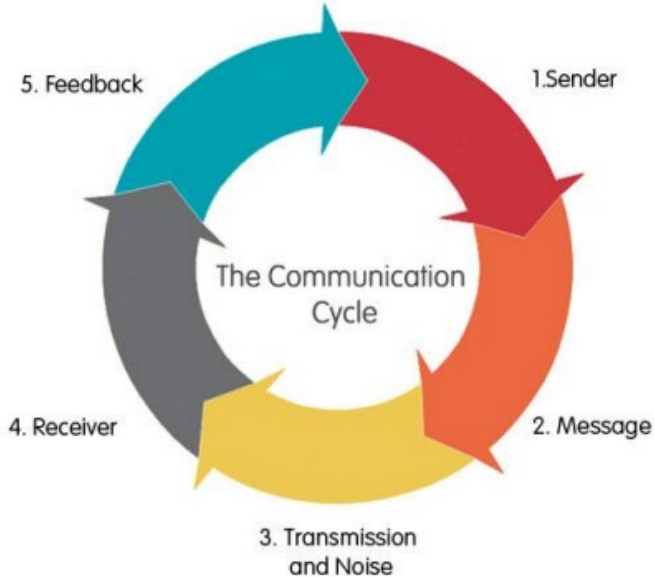 The Communication
Cycle
1.Sender
2. Message
3. Transmission
and Noise
4. Receiver
5. Feedback